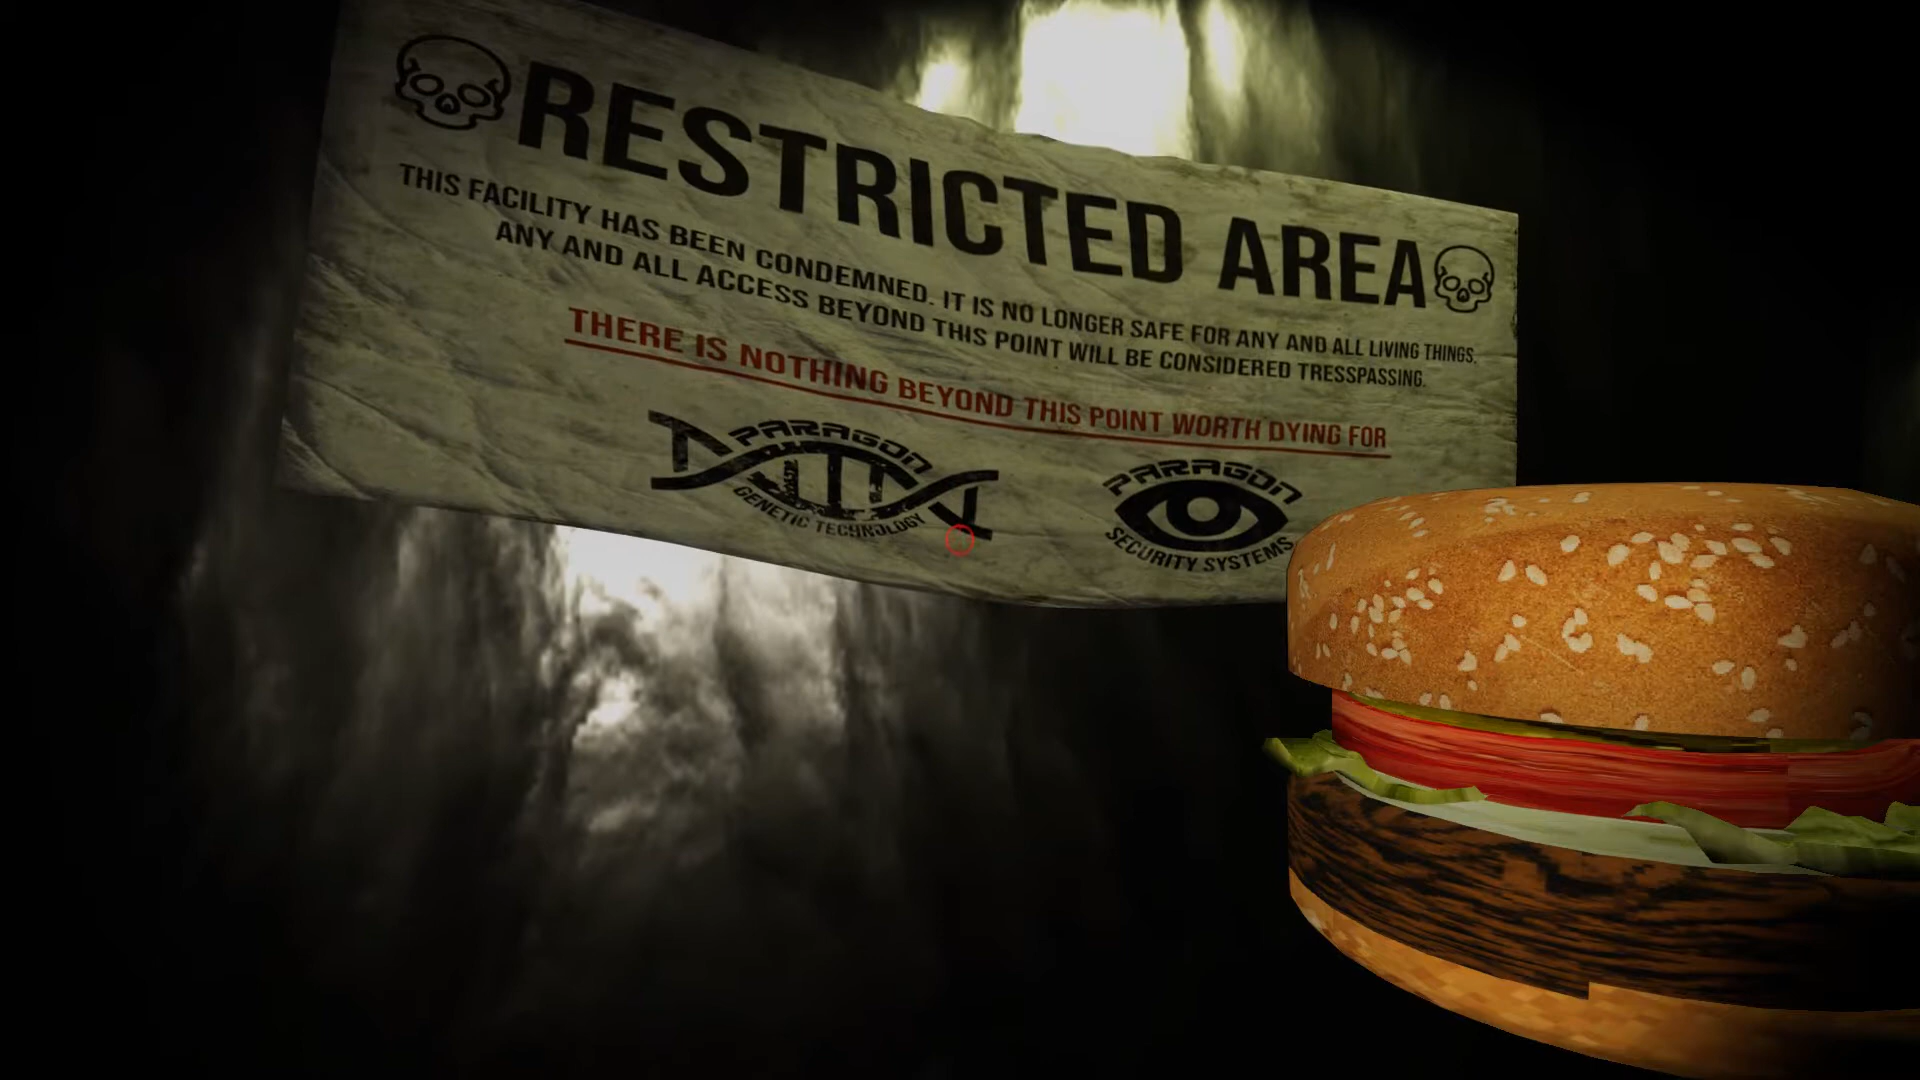 RESTRICTED AREA
THIS FACILITY HAS BEEN CONDEMNED. IT IS NO LONGER SAFE FOR ANY AND ALL LIVING THINGS.
ANY AND ALL ACCESS BEYOND THIS POINT WILL BE CONSIDERED TRESSPASSING.
THERE IS NOTHING BEYOND THIS POINT WORTH DYING FOR
PARAGON
GENETIC TECHNOLOGY
PARAGON
SECURITY SYSTEMS